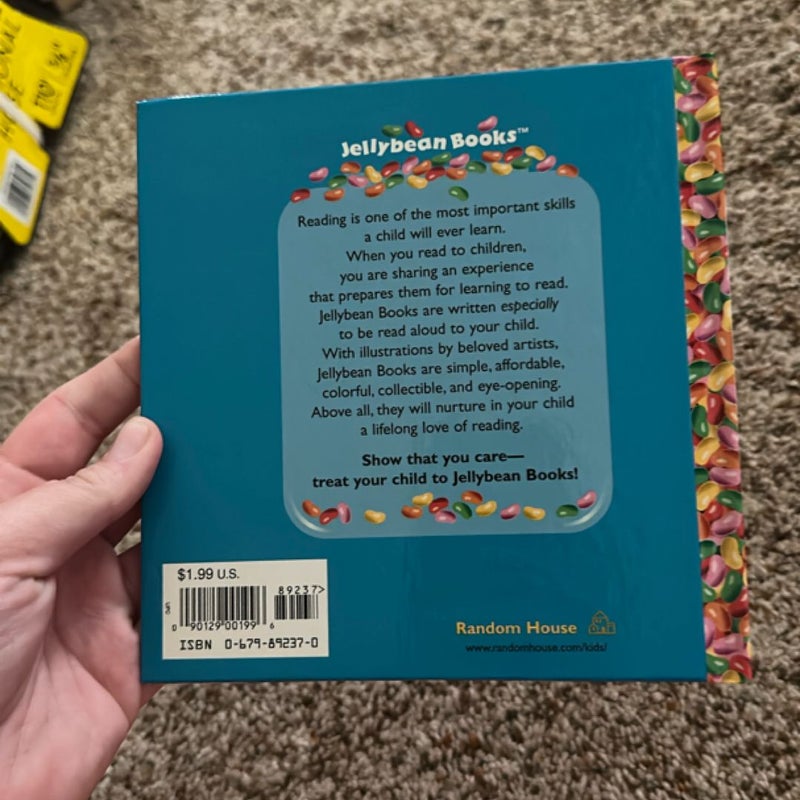 Jellybean Books™
Reading is one of the most important skills
a child will ever learn.
When you read to children,
you are sharing an experience
that prepares them for learning to read.
Jellybean Books are written especially
to be read aloud to your child.
With illustrations by beloved artists,
Jellybean Books are simple, affordable,
colorful, collectible, and eye-opening.
Above all, they will nurture in your child
a lifelong love of reading.
Show that you care—
treat your child to Jellybean Books!
$1.99 U.S.
89237>
UPC
0 90129 00199 6
ISBN 0-679-89237-0
Random House
www.randomhouse.com/kids/